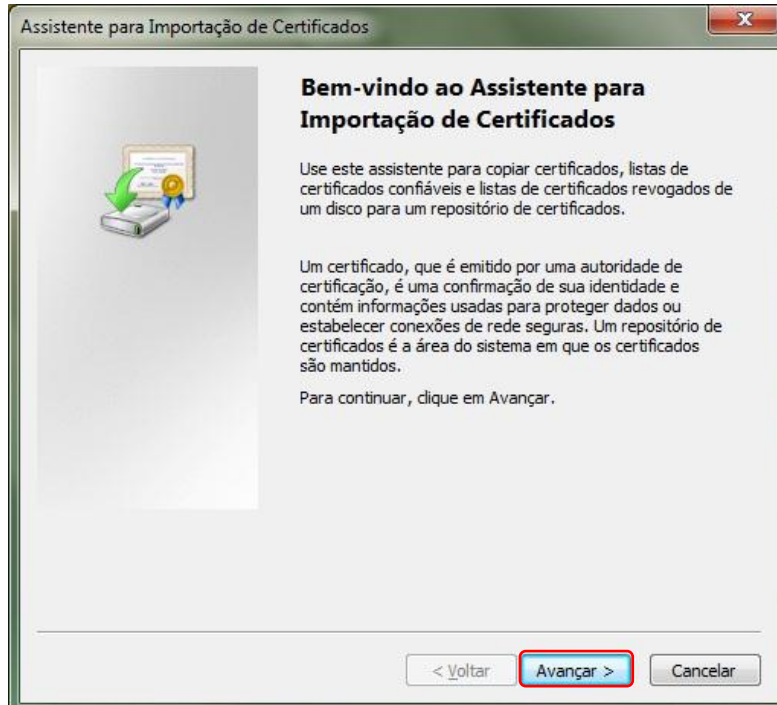 Assistente para Importação de Certificados
Bem-vindo ao Assistente para
Importação de Certificados
Use este assistente para copiar certificados, listas de
certificados confiáveis e listas de certificados revogados de
um disco para um repositório de certificados.
Um certificado, que é emitido por uma autoridade de
certificação, é uma confirmação de sua identidade e
contém informações usadas para proteger dados ou
estabelecer conexões de rede seguras. Um repositório de
certificados é a área do sistema em que os certificados
são mantidos.
Para continuar, clique em Avançar.
< Voltar Avançar > Cancelar